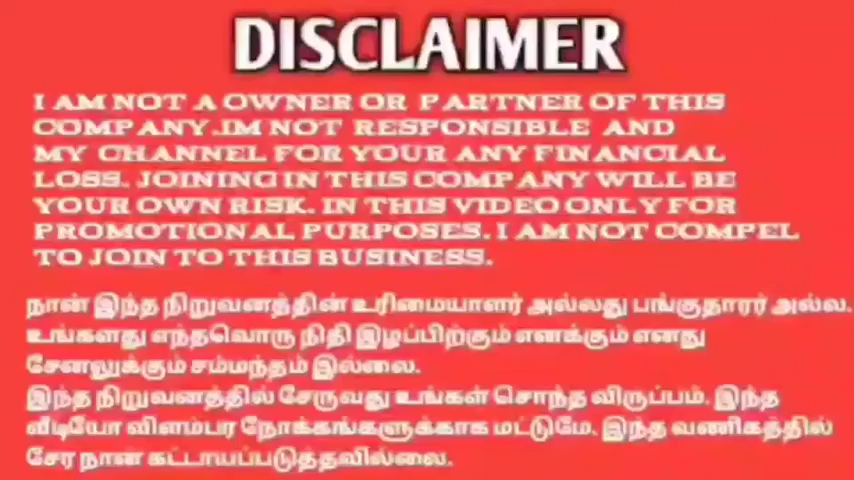 DISCLAIMER
I AM NOT A OWNER OR PARTNER OF THIS
COMPANY.IM NOT RESPONSIBLE AND
MY CHANNEL FOR YOUR ANY FINANCIAL
LOSS. JOINING IN THIS COMPANY WILL BE
YOUR OWN RISK. IN THIS VIDEO ONLY FOR
PROMOTIONAL PURPOSES. I AM NOT COMPEL
TO JOIN TO THIS BUSINESS.
நான் இந்த நிறுவனத்தின் உரிமையாளர் அல்லது பங்குதாரர் அல்ல.
உங்களது எந்தவொரு நிதி இழப்பிற்கும் எனக்கும் எனது
சேனலுக்கும் சம்மந்தம் இல்லை.
இந்த நிறுவனத்தில் சேருவது உங்கள் சொந்த விருப்பம். இந்த
வீடியோ விளம்பர நோக்கங்களுக்காக மட்டுமே. இந்த வணிகத்தில்
சேர நான் கட்டாயப்படுத்தவில்லை.